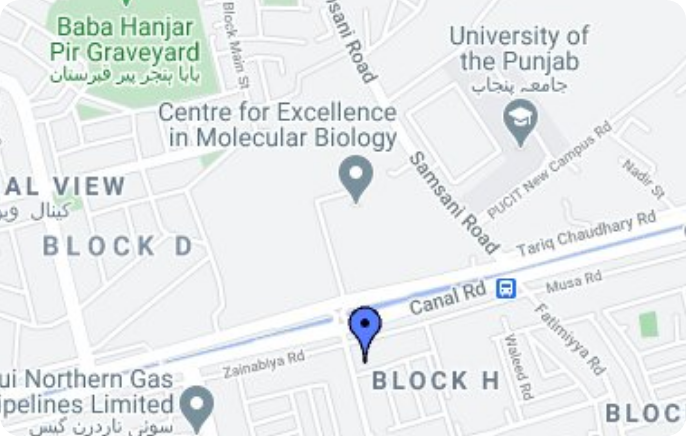 Baba Hanjar
Pir Graveyard
بابا ہنجر پیر قبرستان
Block Main St
Samsani Road
University of
the Punjab
جامعہ پنجاب
Centre for Excellence
in Molecular Biology
PUCIT New Campus Rd
Nadir St
AL VIEW
کینال ویو
BLOCK D
Samsani Road
Tariq Chaudhary Rd
Canal Rd
Musa Rd
Zainabiya Rd
Fatimiyya Rd
Waleed Rd
BLOCK H
ui Northern Gas
ipelines Limited
سوئی ناردرن گیس
BLOC